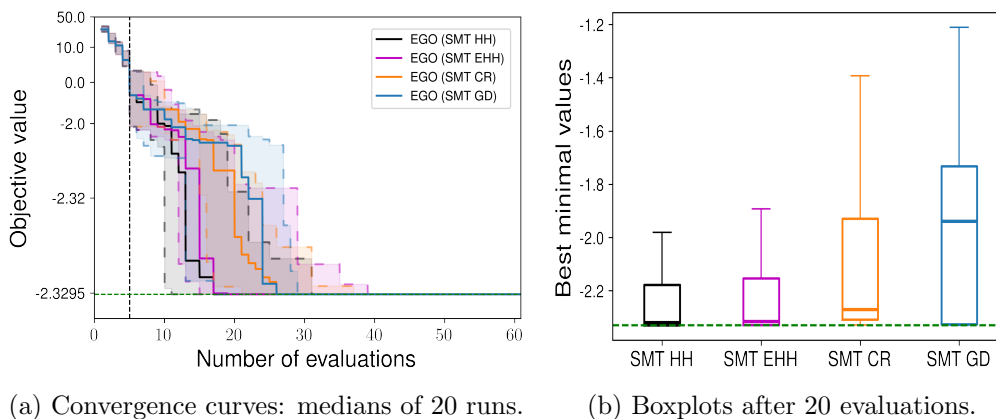 50.0
10.0
0.0
-2.0
-2.32
-2.3295
Objective value
0
10
20
30
40
50
60
Number of evaluations
EGO (SMT HH)
EGO (SMT EHH)
EGO (SMT CR)
EGO (SMT GD)
(a) Convergence curves: medians of 20 runs.
-1.2
-1.4
-1.6
-1.8
-2.0
-2.2
Best minimal values
SMT HH
SMT EHH
SMT CR
SMT GD
(b) Boxplots after 20 evaluations.